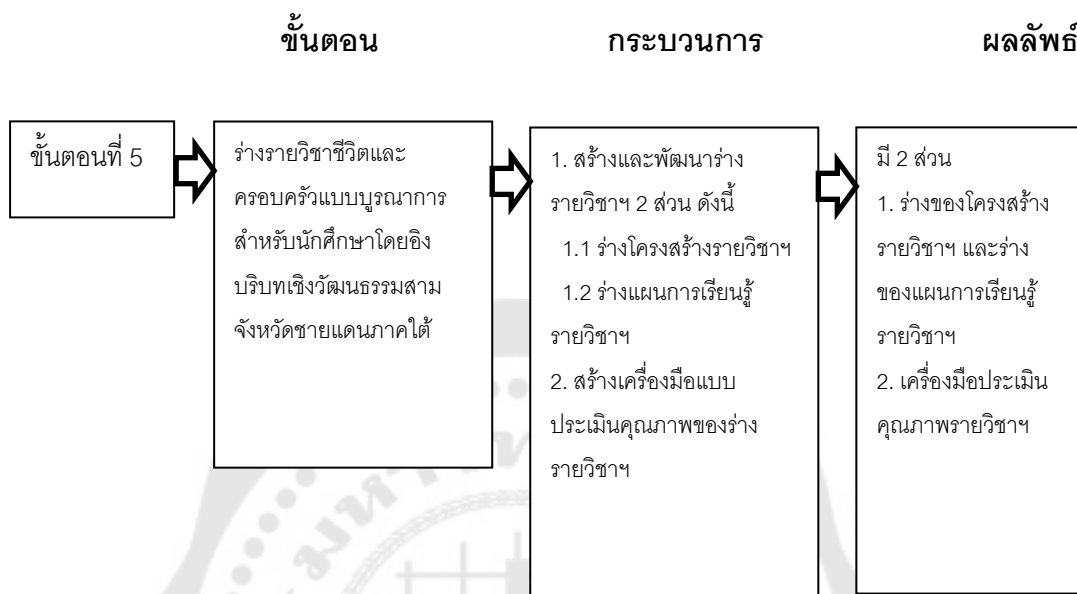 ขั้นตอน กระบวนการ ผลลัพธ์
ขั้นตอนที่ 5
ร่างรายวิชาชีวิตและ
ครอบครัวแบบบูรณาการ
สำหรับนักศึกษาโดยอิง
บริบทเชิงวัฒนธรรมสาม
จังหวัดชายแดนภาคใต้
1. สร้างและพัฒนาร่าง
รายวิชาฯ 2 ส่วน ดังนี้
1.1 ร่างโครงสร้างรายวิชาฯ
1.2 ร่างแผนการเรียนรู้
รายวิชาฯ
2. สร้างเครื่องมือแบบ
ประเมินคุณภาพของร่าง
รายวิชาฯ
มี 2 ส่วน
1. ร่างของโครงสร้าง
รายวิชาฯ และร่าง
ของแผนการเรียนรู้
รายวิชาฯ
2. เครื่องมือประเมิน
คุณภาพรายวิชาฯ